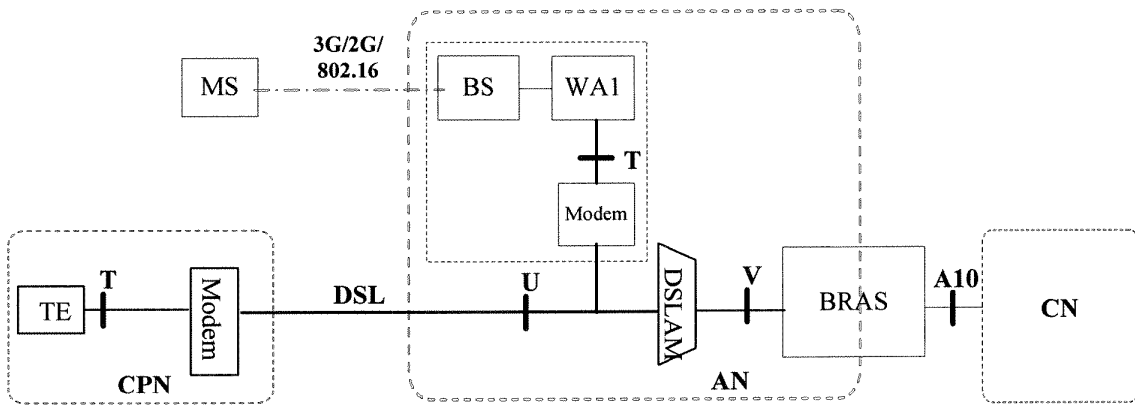 3G/2G/
802.16
MS
BS
WA1
T
Modem
T
U
V
A10
TE
Modem
DSL
DSLAM
BRAS
CN
CPN
AN